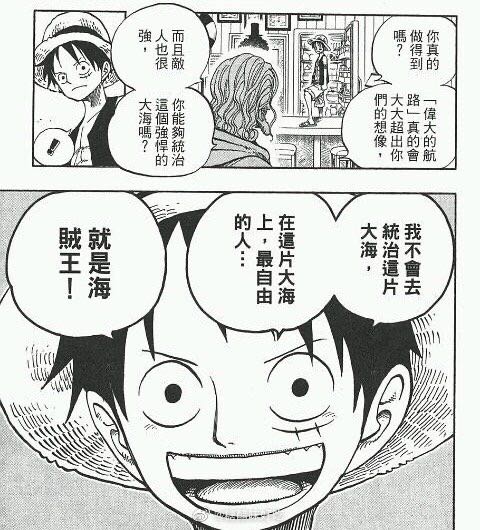 你真的
做得到
嗎?
「偉大的航
路」真的會
大大超出你
們的想像,
而且敵
人也很
強,
你能夠統治
這個強悍的
大海嗎?
!
我不會去
統治這片
大海,
在這片大海
上,最自由
的人…
就是海
賊王!